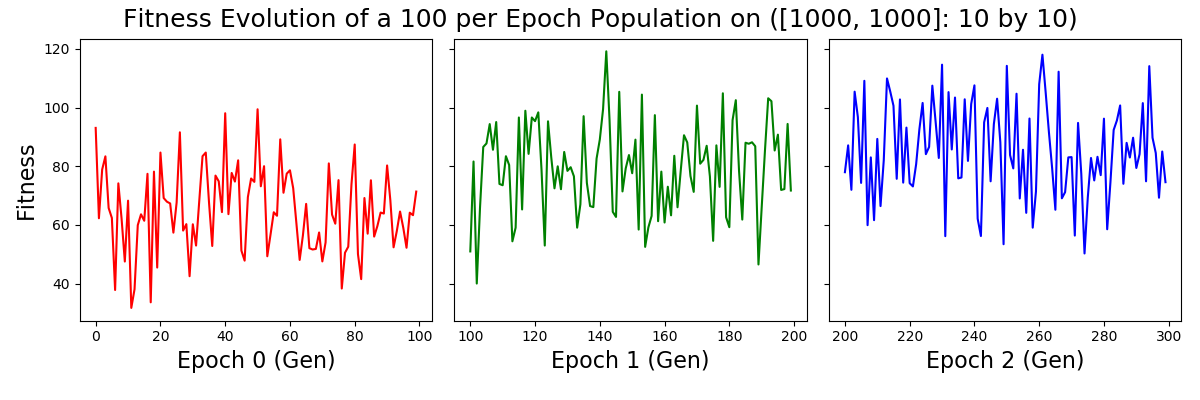 Fitness Evolution of a 100 per Epoch Population on ([1000, 1000]: 10 by 10)
Fitness
120
100
80
60
40
0 20 40 60 80 100
Epoch 0 (Gen)
100 120 140 160 180 200
Epoch 1 (Gen)
200 220 240 260 280 300
Epoch 2 (Gen)